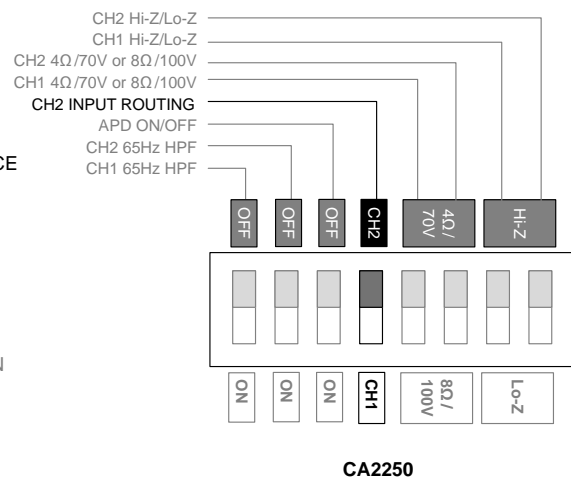 CH2 Hi-Z/Lo-Z
CH1 Hi-Z/Lo-Z
CH2 4Ω/70V or 8Ω/100V
CH1 4Ω/70V or 8Ω/100V
CH2 INPUT ROUTING
APD ON/OFF
CH2 65Hz HPF
CH1 65Hz HPF
CE
OFF
OFF
OFF
CH2
4Ω/
70V
Hi-Z
N
ON
ON
ON
CH1
8Ω/
100V
Lo-Z
CA2250